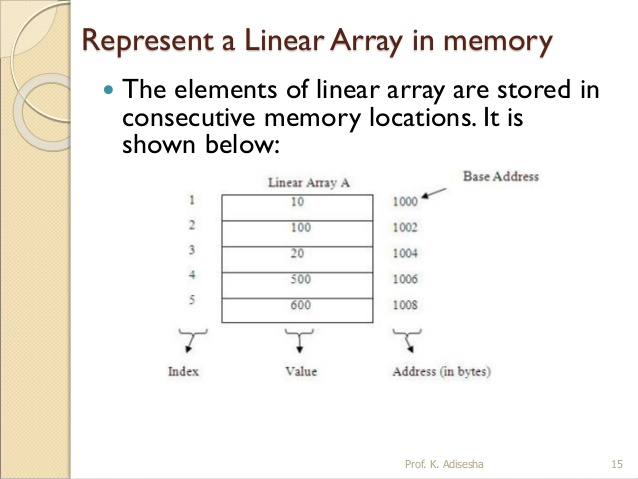 Represent a Linear Array in memory
The elements of linear array are stored in
consecutive memory locations. It is
shown below:
Linear Array A
Base Address
1 10 1000
2 100 1002
3 20 1004
4 500 1006
5 600 1008
Index Value Address (in bytes)
Prof. K. Adisesha 15